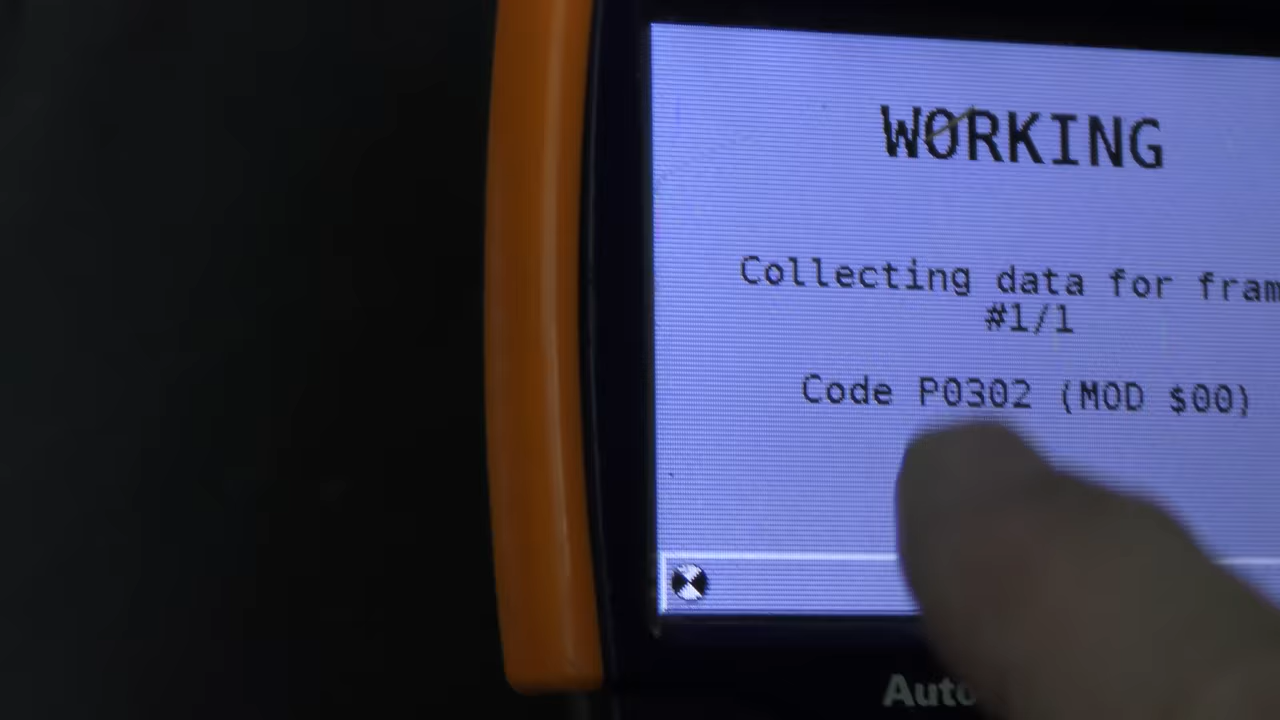 WORKING
Collecting data for fram
#1/1
Code P0302 (MOD $00)
Auto